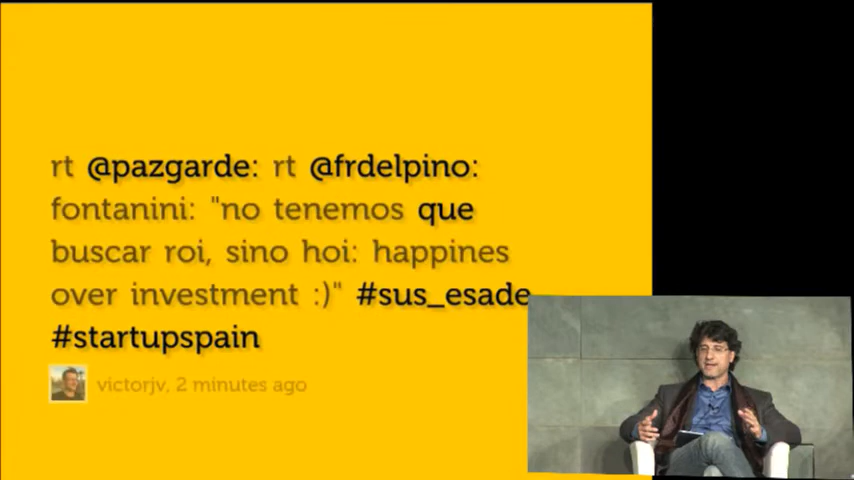 rt @pazgarde: rt @frdelpino:
fontanini: "no tenemos que
buscar roi, sino hoi: happines
over investment :)" #sus_esade
#startupspain
victorjv, 2 minutes ago